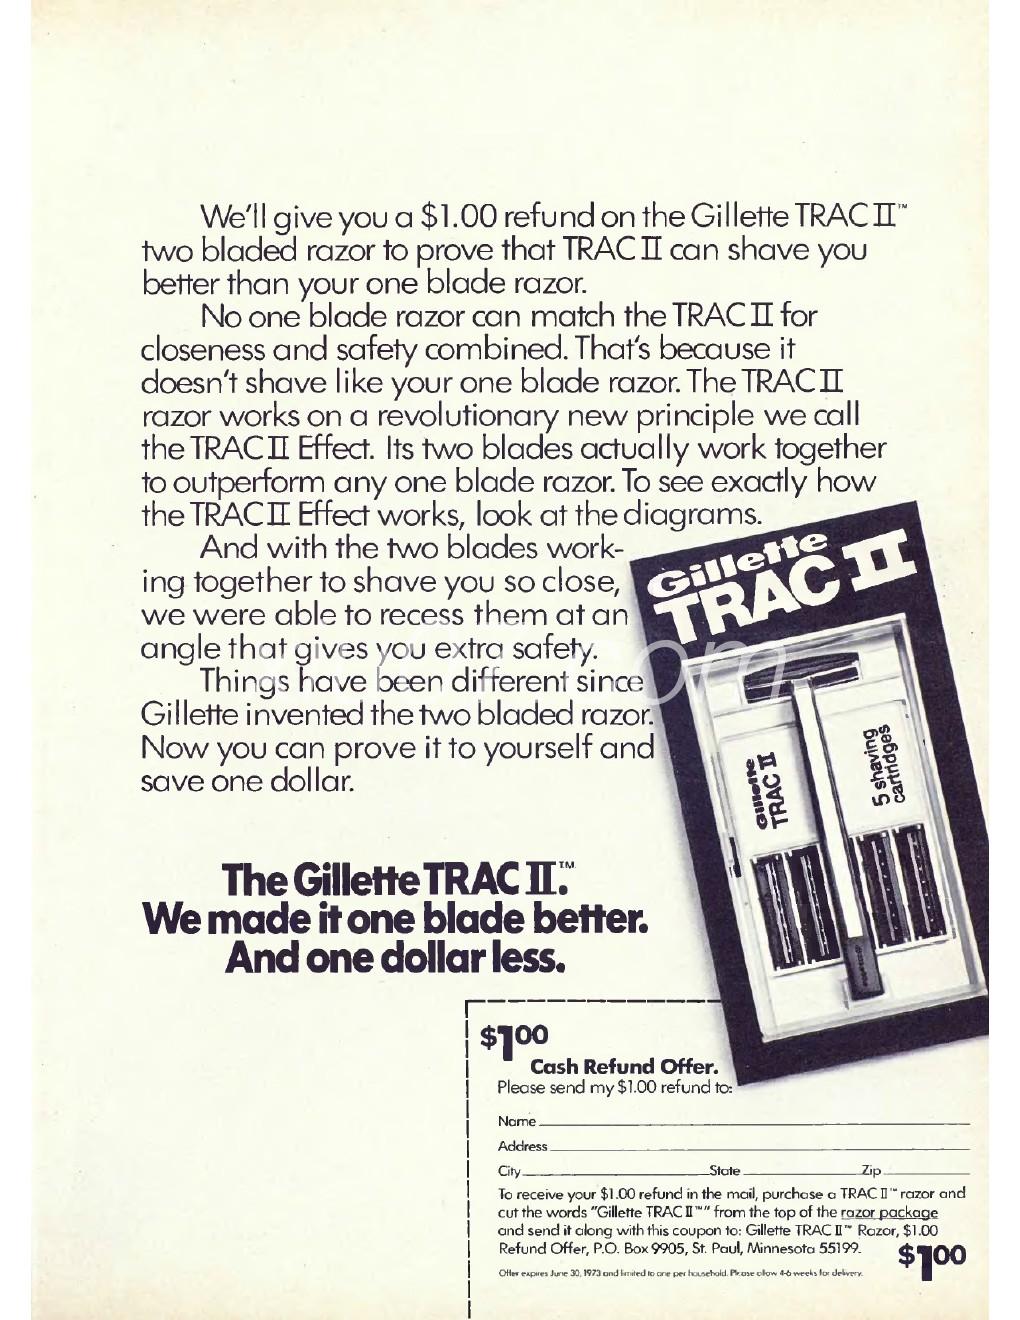 We'll give you a $1.00 refund on the Gillette TRAC II™
two bladed razor to prove that TRAC II can shave you
better than your one blade razor.
No one blade razor can match the TRAC II for
closeness and safety combined. That's because it
doesn't shave like your one blade razor. The TRAC II
razor works on a revolutionary new principle we call
the TRAC II Effect. Its two blades actually work together
to outperform any one blade razor. To see exactly how
the TRAC II Effect works, look at the diagrams.
And with the two blades work-
ing together to shave you so close,
we were able to recess them at an
angle that gives you extra safety.
Things have been different since
Gillette invented the two bladed razor.
Now you can prove it to yourself and
save one dollar.
Gillette
TRAC II
Gillette
TRAC II
5 shaving
cartridges
The Gillette TRAC II.™
We made it one blade better.
And one dollar less.
$1.00
Cash Refund Offer.
Please send my $1.00 refund to:
Name
Address
City State Zip
To receive your $1.00 refund in the mail, purchase a TRAC II™ razor and
cut the words "Gillette TRAC II™" from the top of the razor package
and send it along with this coupon to: Gillette TRAC II™ Razor, $1.00
Refund Offer, P.O. Box 9905, St. Paul, Minnesota 55199.
$1.00
Offer expires June 30, 1973 and limited to one per household. Please allow 4-6 weeks for delivery.